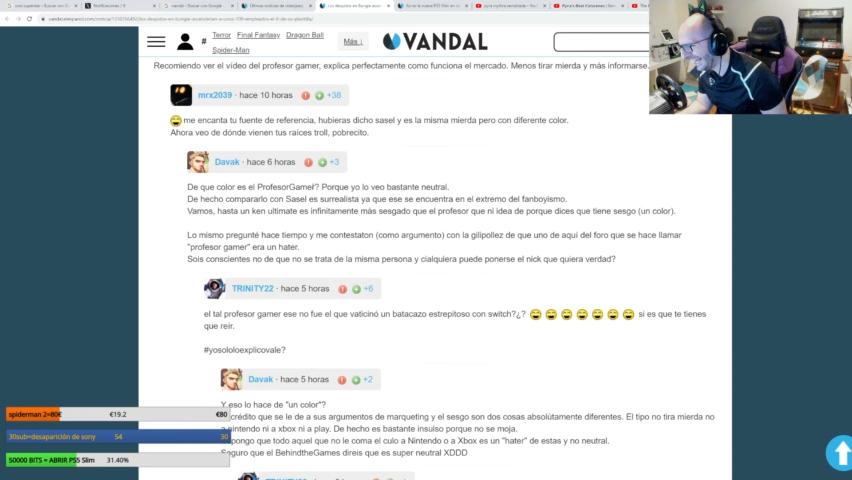 Terror Final Fantasy Dragon Ball
# Más ↓ VANDAL
Spider-Man
Recomiendo ver el vídeo del profesor gamer, explica perfectamente como funciona el mercado. Menos tirar mierda y más informarse.
mrx2039 · hace 10 horas +38
me encanta tu fuente de referencia, hubieras dicho sasel y es la misma mierda pero con diferente color.
Ahora veo de dónde vienen tus raíces troll, pobrecito.
Davak · hace 6 horas +3
De que color es el ProfesorGamer? Porque yo lo veo bastante neutral.
De hecho compararlo con Sasel es surrealista ya que ese se encuentra en el extremo del fanboyismo.
Vamos, hasta un ken ultimate es infinitamente más sesgado que el profesor que ni idea de porque dices que tiene sesgo (un color).
Lo mismo pregunté hace tiempo y me contestaton (como argumento) con la gilipollez de que uno de aquí del foro que se hace llamar
"profesor gamer" era un hater.
Sois conscientes no de que no se trata de la misma persona y cialquiera puede ponerse el nick que quiera verdad?
TRINITY22 · hace 5 horas +6
el tal profesor gamer ese no fue el que vaticinó un batacazo estrepitoso con switch?¿? si es que te tienes
que reir.
#yosololoexplicovale?
Davak · hace 5 horas +2
Y eso lo hace de "un color"?
crédito que se le de a sus argumentos de marqueting y el sesgo son dos cosas absolútamente diferentes. El tipo no tira mierda no
a nintendo ni a xbox ni a play. De hecho es bastante insulso porque no se moja.
pongo que todo aquel que no le coma el culo a Nintendo o a Xbox es un "hater" de estas y no neutral.
Seguro que el BehindtheGames direis que es super neutral XDDD
spiderman 2=80€ €19.2 €80
30sub=desaparición de sony 54 30
50000 BITS = ABRIR PS5 Slim 31.40%